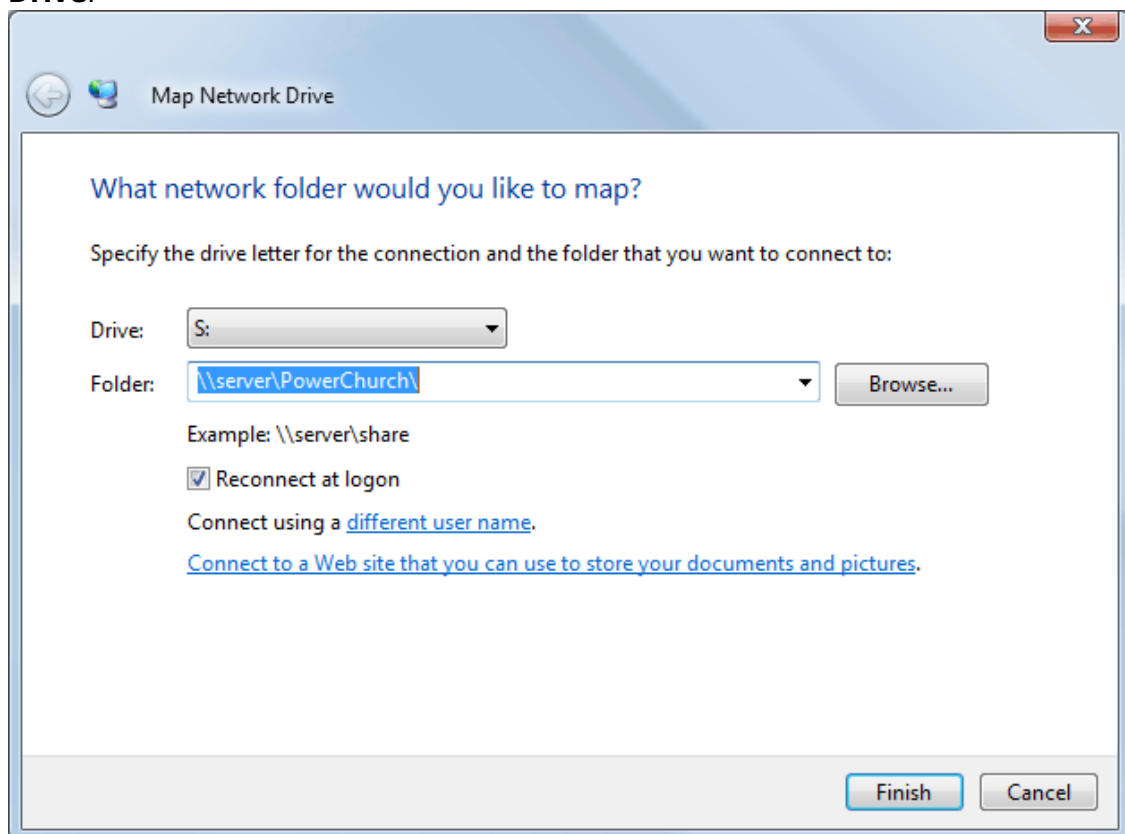 DRIVE.
Map Network Drive
What network folder would you like to map?
Specify the drive letter for the connection and the folder that you want to connect to:
Drive: S:
Folder: \\server\PowerChurch\ Browse...
Example: \\server\share
Reconnect at logon
Connect using a different user name.
Connect to a Web site that you can use to store your documents and pictures.
Finish Cancel